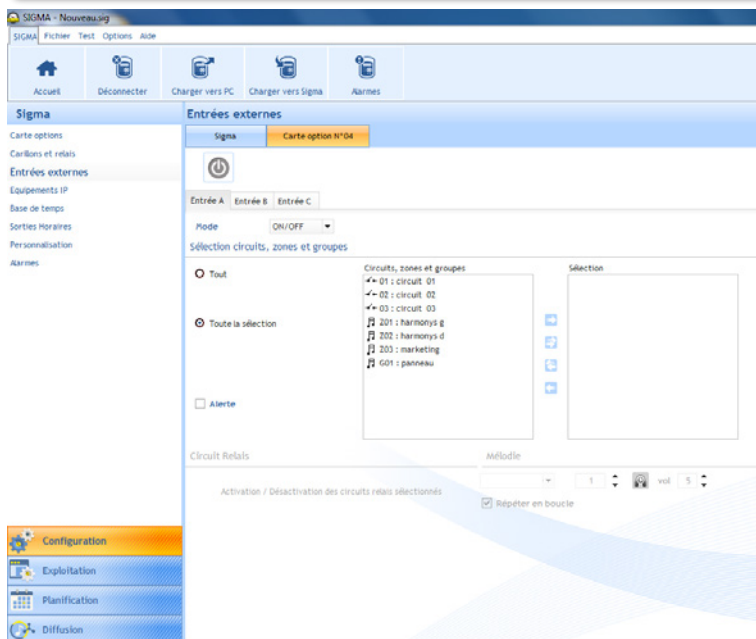 SIGMA - Nouveau.sig
SIGMA Fichier Test Options Aide
Accueil Déconnecter Charger vers PC Charger vers Sigma Alarmes
Sigma
Carte options
Carillons et relais
Entrées externes
Equipements IP
Base de temps
Sorties Horaires
Personnalisation
Alarmes
Configuration
Exploitation
Planification
Diffusion
Entrées externes
Sigma Carte option N°04
Entrée A Entrée B Entrée C
Mode ON/OFF
Sélection circuits, zones et groupes
Tout
Toute la sélection
Alerte
Circuits, zones et groupes
01 : circuit 01
02 : circuit 02
03 : circuit 03
Z01 : harmonys g
Z02 : harmonys d
Z03 : marketing
G01 : panneau
Sélection
Circuit Relais
Activation / Désactivation des circuits relais sélectionnés
Mélodie
1 vol 5
Répéter en boucle